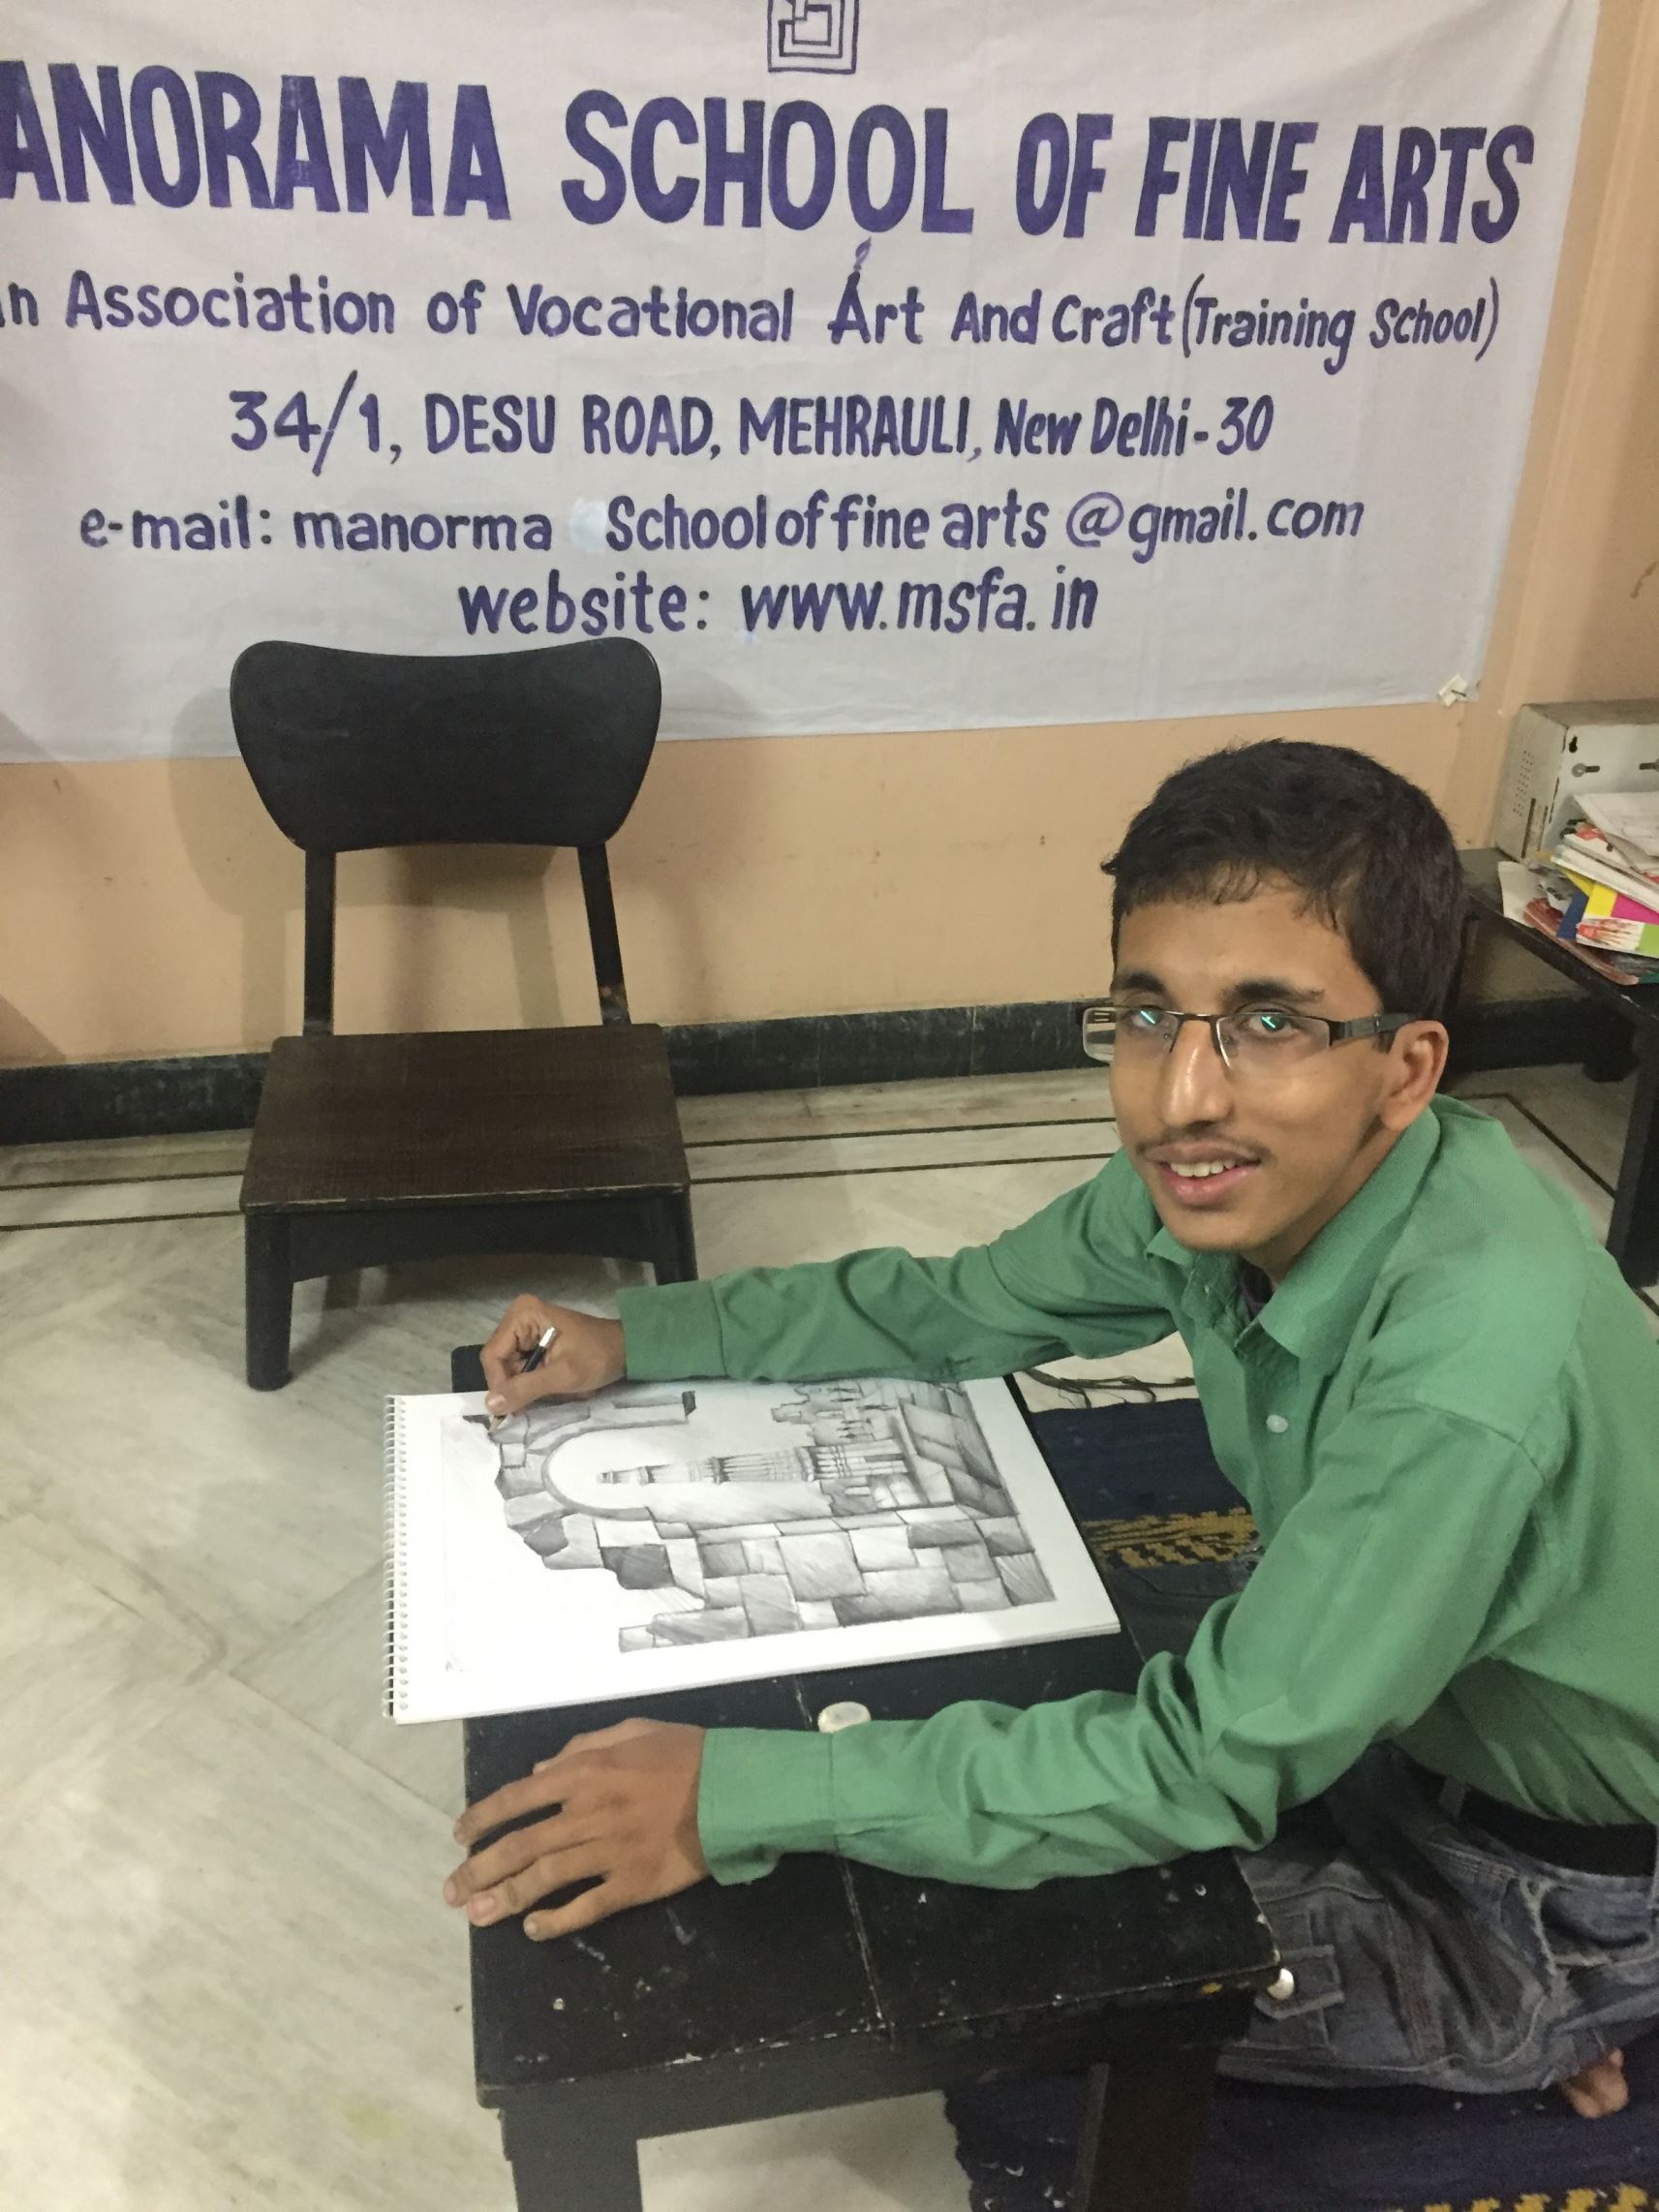 ANORAMA SCHOOL OF FINE ARTS
n Association of Vocational Art And Craft (Training School)
34/1, DESU ROAD, MEHRAULI, New Delhi-30
e-mail: manorma School of fine arts @gmail.com
website: www.msfa.in